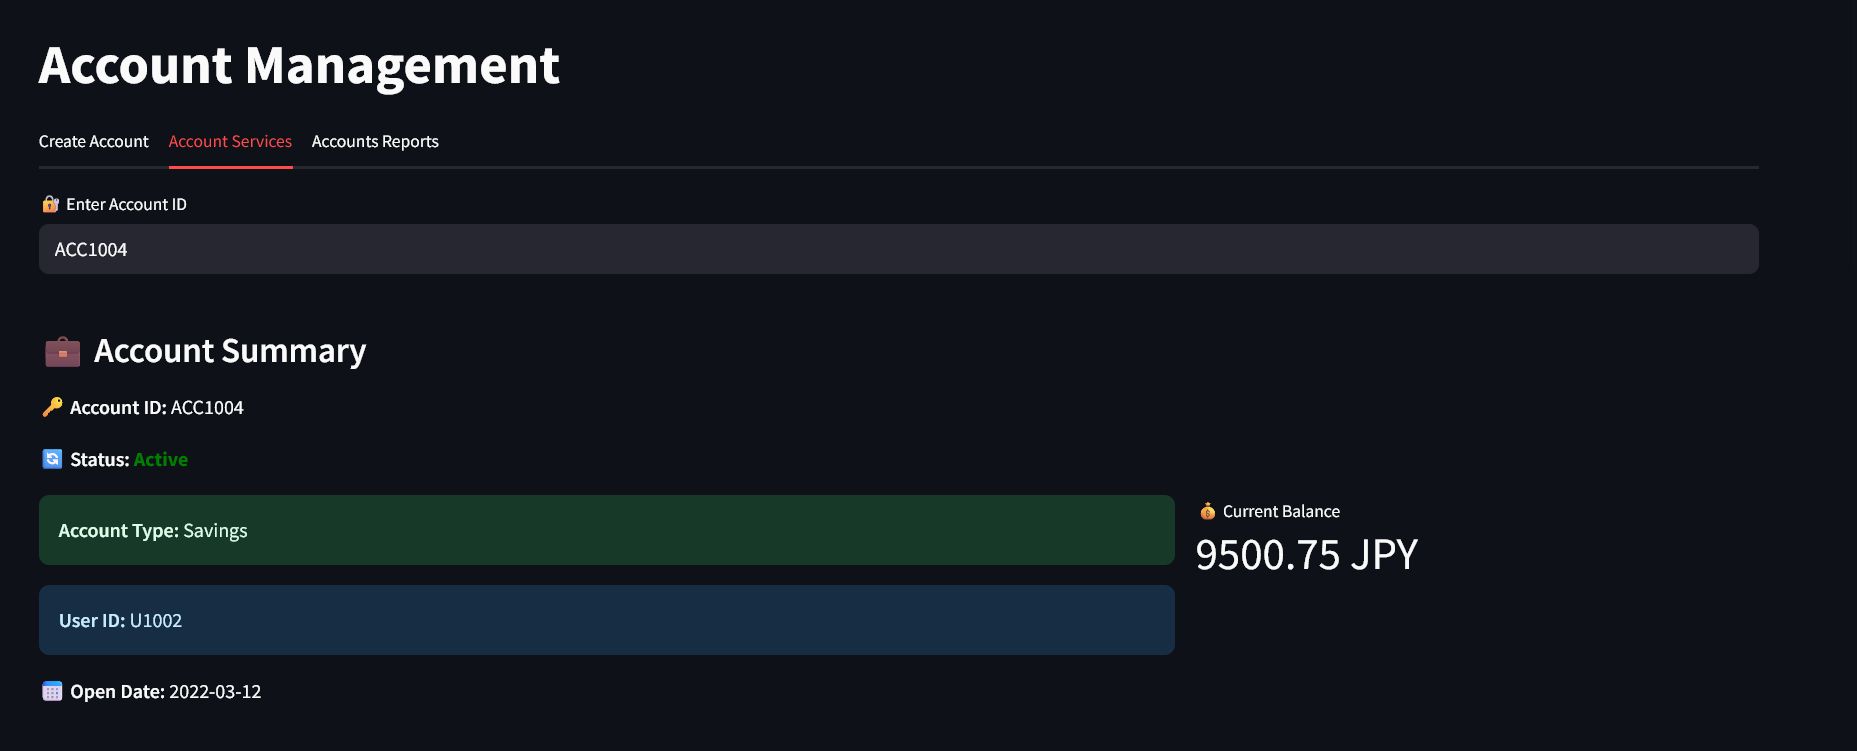 Account Management
Create Account Account Services Accounts Reports
Enter Account ID
ACC1004
Account Summary
Account ID: ACC1004
Status: Active
Account Type: Savings
Current Balance
9500.75 JPY
User ID: U1002
Open Date: 2022-03-12